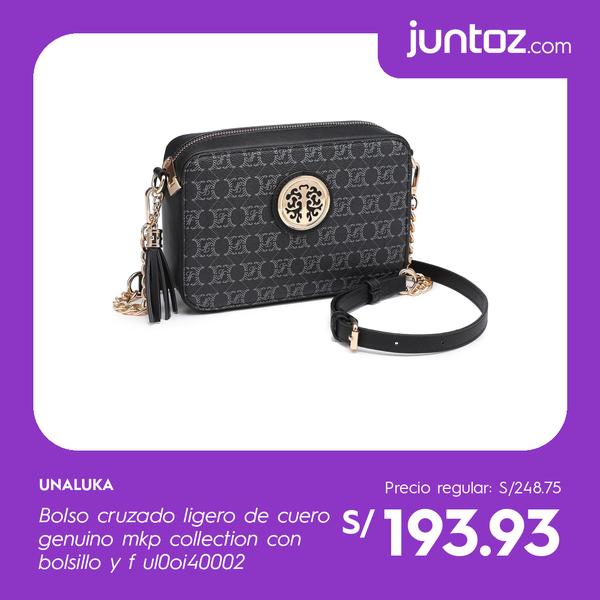 juntoz.com
UNALUKA
Bolso cruzado ligero de cuero
genuino mkp collection con
bolsillo y f ul0oi40002
Precio regular: S/248.75
S/193.93